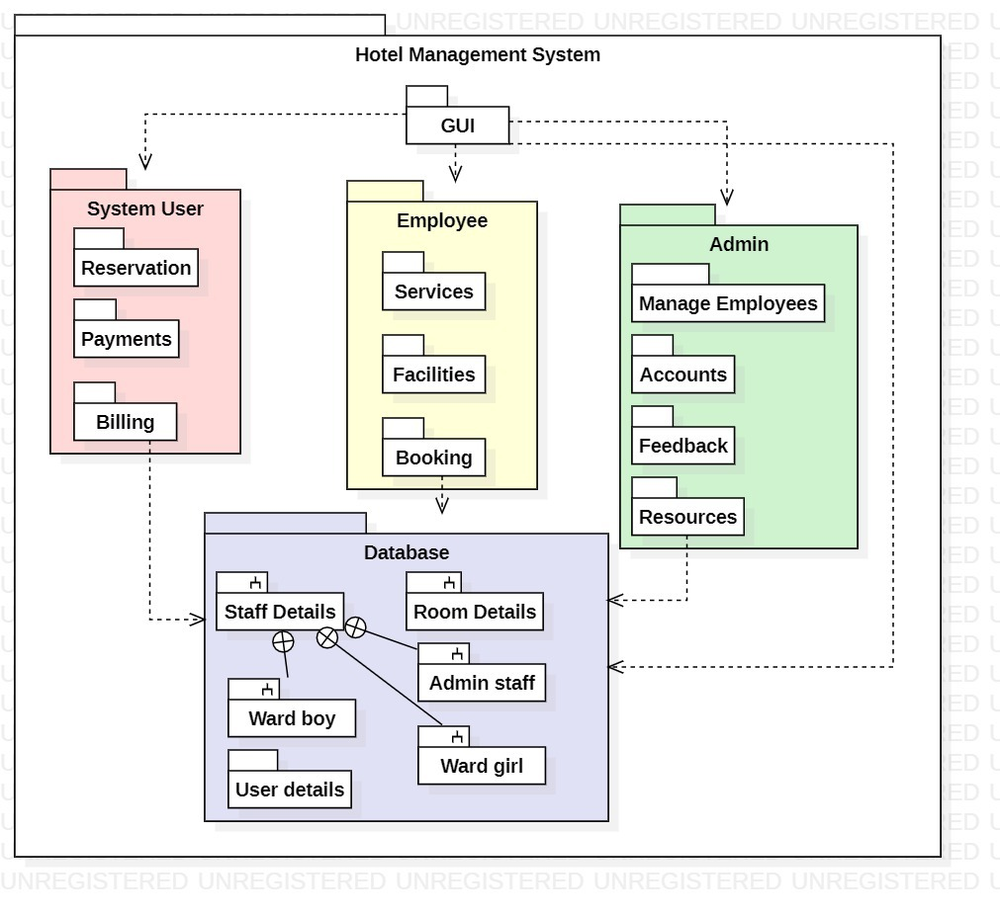 UNREGISTERED UNREGISTERED UNREGISTERED
Hotel Management System
GUI
System User
Reservation
Payments
Billing
Employee
Services
Facilities
Booking
Admin
Manage Employees
Accounts
Feedback
Resources
Database
Staff Details
Room Details
Admin staff
Ward boy
Ward girl
User details
UNREGISTERED UNREGISTERED UNREGISTERED UNREGISTERED UNREGISTERED